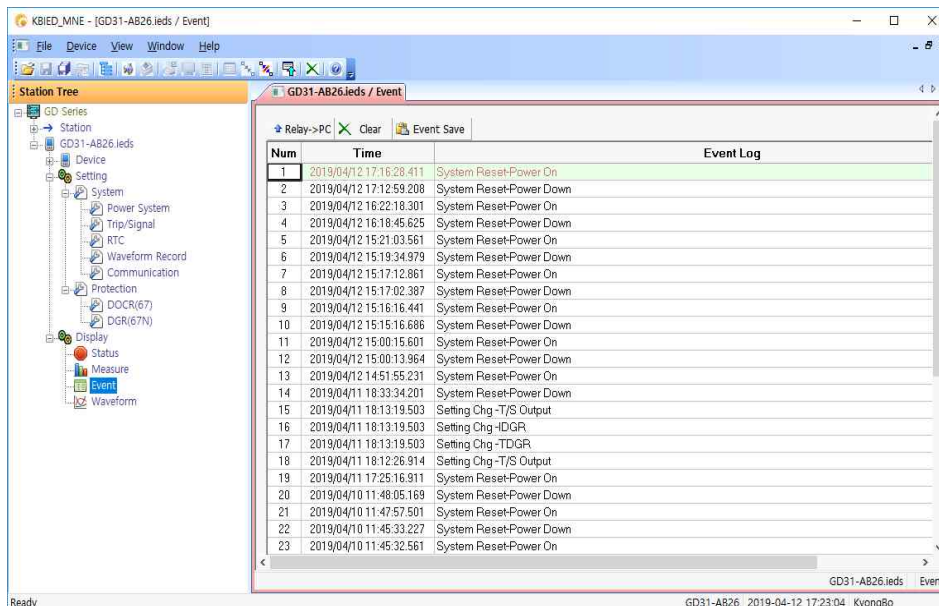 KBIED_MNE - [GD31-AB26.ieds / Event]
File Device View Window Help
Station Tree
GD Series
Station
GD31-AB26.ieds
Device
Setting
System
Power System
Trip/Signal
RTC
Waveform Record
Communication
Protection
DOCR(67)
DGR(67N)
Display
Status
Measure
Event
Waveform
GD31-AB26.ieds / Event
Relay->PC Clear Event Save
Num Time Event Log
1 2019/04/12 17:16:28.411 System Reset-Power On
2 2019/04/12 17:12:59.208 System Reset-Power Down
3 2019/04/12 16:22:18.301 System Reset-Power On
4 2019/04/12 16:18:45.625 System Reset-Power Down
5 2019/04/12 15:21:03.561 System Reset-Power On
6 2019/04/12 15:19:34.979 System Reset-Power Down
7 2019/04/12 15:17:12.861 System Reset-Power On
8 2019/04/12 15:17:02.387 System Reset-Power Down
9 2019/04/12 15:16:16.441 System Reset-Power On
10 2019/04/12 15:15:16.686 System Reset-Power Down
11 2019/04/12 15:00:15.601 System Reset-Power On
12 2019/04/12 15:00:13.964 System Reset-Power Down
13 2019/04/12 14:51:55.231 System Reset-Power On
14 2019/04/11 18:33:34.201 System Reset-Power Down
15 2019/04/11 18:13:19.503 Setting Chg -T/S Output
16 2019/04/11 18:13:19.503 Setting Chg -IDGR
17 2019/04/11 18:13:19.503 Setting Chg -TDGR
18 2019/04/11 18:12:26.914 Setting Chg -T/S Output
19 2019/04/11 17:25:16.911 System Reset-Power On
20 2019/04/10 11:48:05.169 System Reset-Power Down
21 2019/04/10 11:47:57.501 System Reset-Power On
22 2019/04/10 11:45:33.227 System Reset-Power Down
23 2019/04/10 11:45:32.561 System Reset-Power On
GD31-AB26.ieds Even
Ready GD31-AB26 2019-04-12 17:23:04 KyongBo